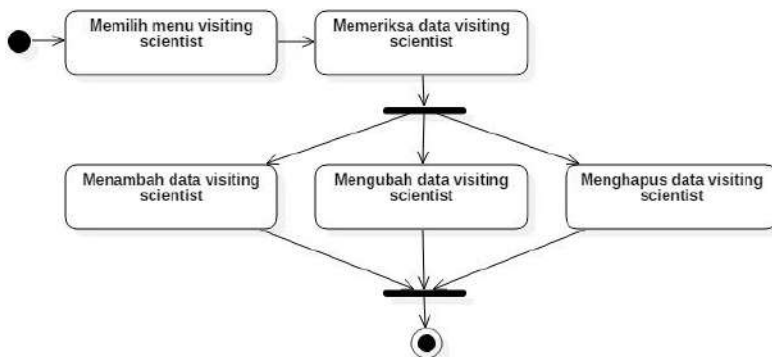 Memilih menu visiting
scientist
Memeriksa data visiting
scientist
Menambah data visiting
scientist
Mengubah data visiting
scientist
Menghapus data visiting
scientist